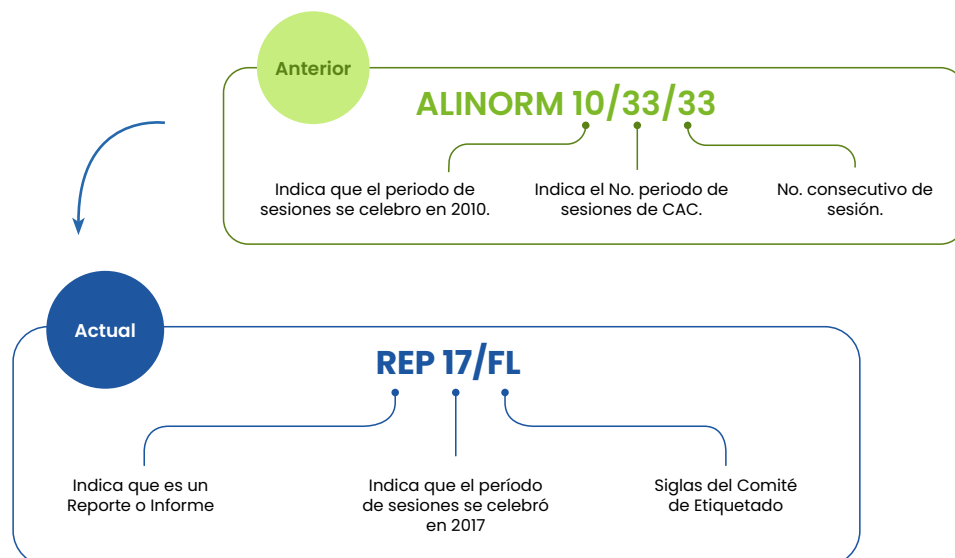 Anterior
ALINORM 10/33/33
Indica que el periodo de
sesiones se celebro en 2010.
Indica el No. periodo de
sesiones de CAC.
No. consecutivo de
sesión.
Actual
REP 17/FL
Indica que es un
Reporte o Informe
Indica que el período
de sesiones se celebró
en 2017
Siglas del Comité
de Etiquetado